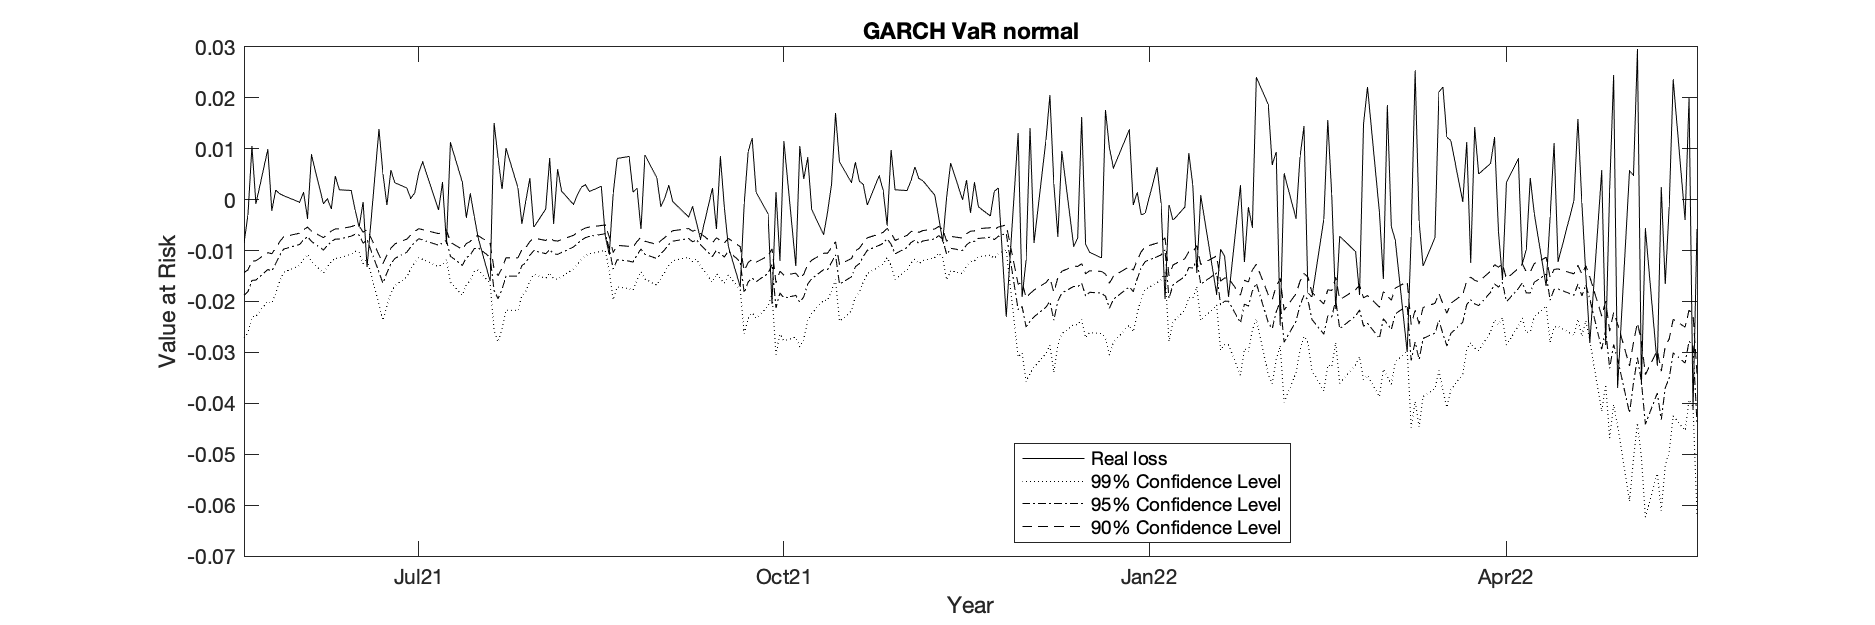 GARCH VaR normal
0.03
0.02
0.01
0
-0.01
-0.02
-0.03
-0.04
-0.05
-0.06
-0.07
Value at Risk
Real loss
99% Confidence Level
95% Confidence Level
90% Confidence Level
Jul21 Oct21 Jan22 Apr22
Year